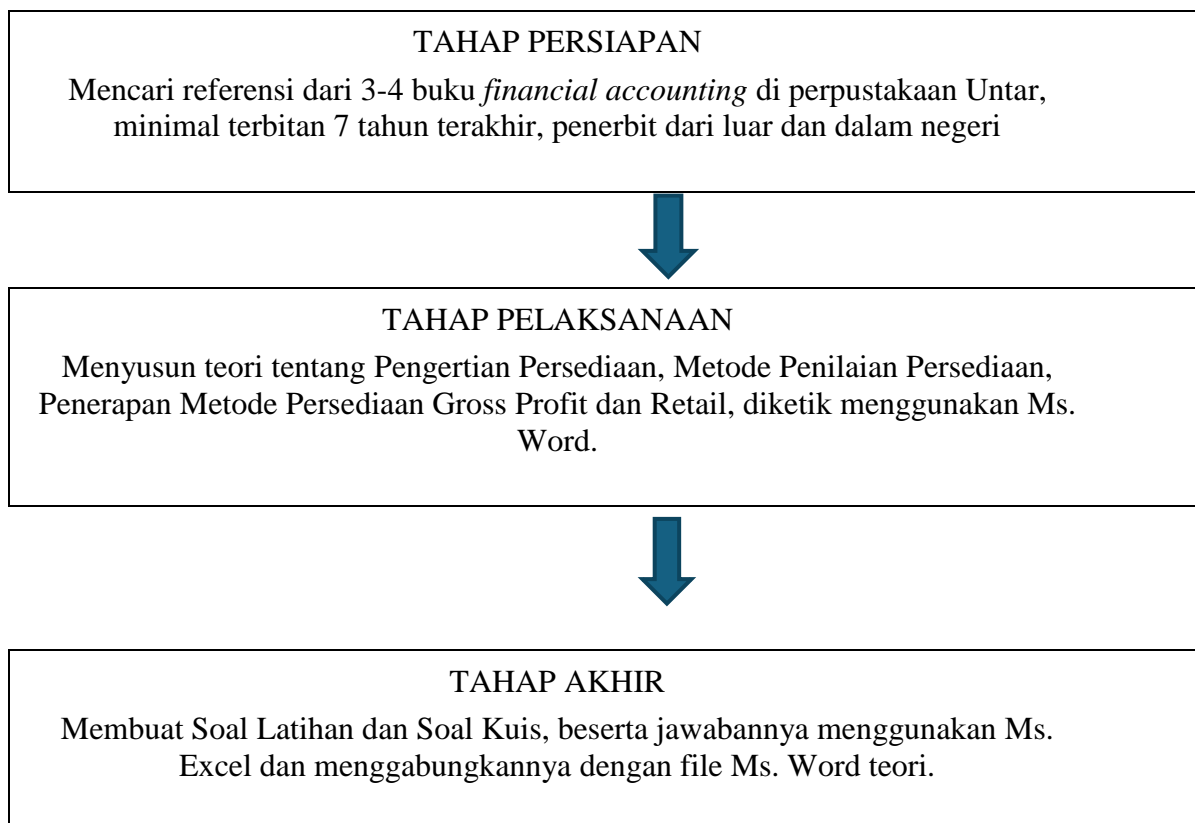 TAHAP PERSIAPAN
Mencari referensi dari 3-4 buku financial accounting di perpustakaan Untar,
minimal terbitan 7 tahun terakhir, penerbit dari luar dan dalam negeri
TAHAP PELAKSANAAN
Menyusun teori tentang Pengertian Persediaan, Metode Penilaian Persediaan,
Penerapan Metode Persediaan Gross Profit dan Retail, diketik menggunakan Ms.
Word.
TAHAP AKHIR
Membuat Soal Latihan dan Soal Kuis, beserta jawabannya menggunakan Ms.
Excel dan menggabungkannya dengan file Ms. Word teori.